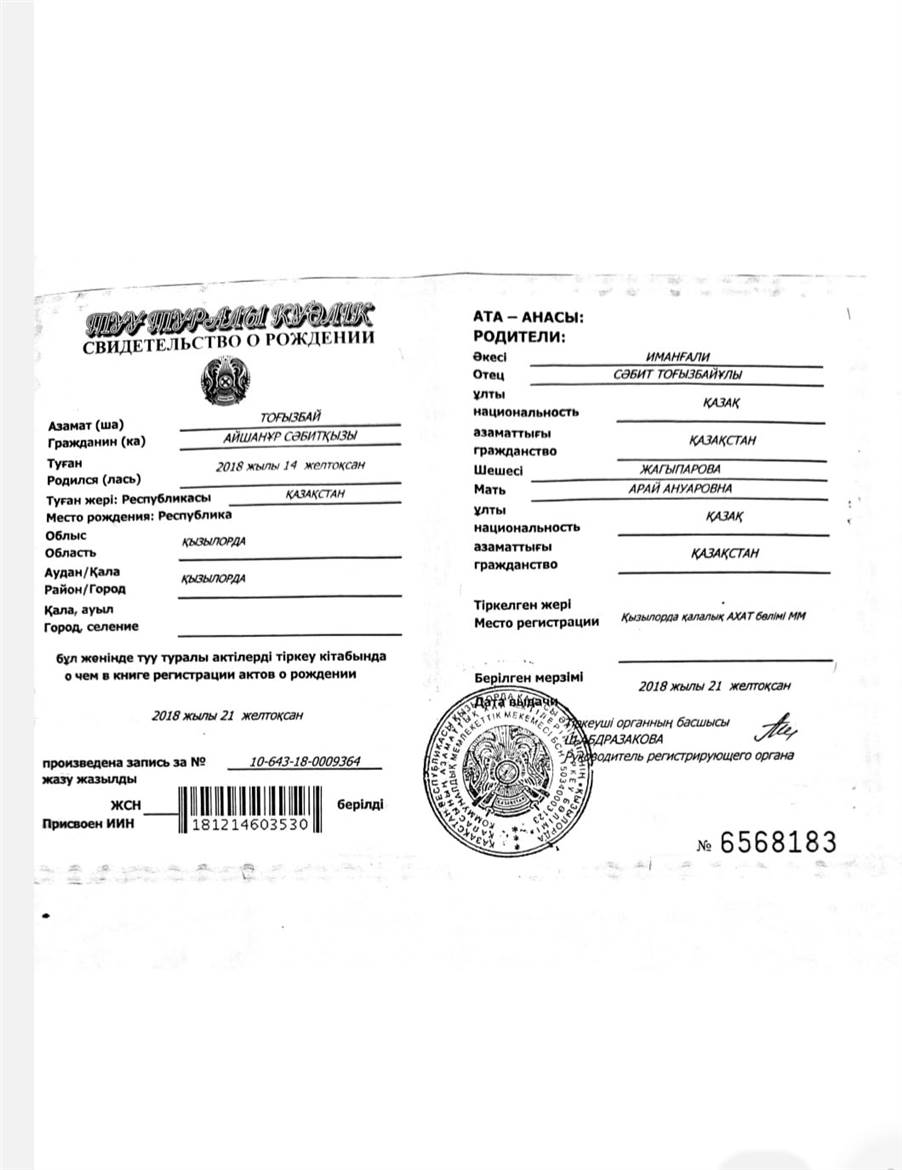 ТУУ ТУРАЛЫ КУӘЛІК
СВИДЕТЕЛЬСТВО О РОЖДЕНИИ
Азамат (ша)
Гражданин (ка)
ТОҒЫЗБАЙ
АЙШАНҰР СӘБИТҚЫЗЫ
Туған
Родился (лась)
2018 жылы 14 желтоқсан
Туған жері: Республикасы
ҚАЗАҚСТАН
Место рождения: Республика
Облыс
Область
ҚЫЗЫЛОРДА
Аудан/Қала
Район/Город
ҚЫЗЫЛОРДА
Қала, ауыл
Город, селение
бұл жөнінде туу туралы актілерді тіркеу кітабында
о чем в книге регистрации актов о рождении
2018 жылы 21 желтоқсан
произведена запись за № 10-643-18-0009364
жазу жазылды
ЖСН
Присвоен ИИН
181214603530
берілді
АТА – АНАСЫ:
РОДИТЕЛИ:
Әкесі ИМАНҒАЛИ
Отец СӘБИТ ТОҒЫЗБАЙҰЛЫ
ұлты
национальность
ҚАЗАҚ
азаматтығы
гражданство
ҚАЗАҚСТАН
Шешесі ЖАГЫПАРОВА
Мать АРАЙ АНУАРОВНА
ұлты
национальность
ҚАЗАҚ
азаматтығы
гражданство
ҚАЗАҚСТАН
Тіркелген жері
Место регистрации
Қызылорда қалалық АХАТ бөлімі ММ
Берілген мерзімі
Дата выдачи
2018 жылы 21 желтоқсан
органның басшысы
АБДРАЗАКОВА
Руководитель регистрирующего органа
№ 6568183